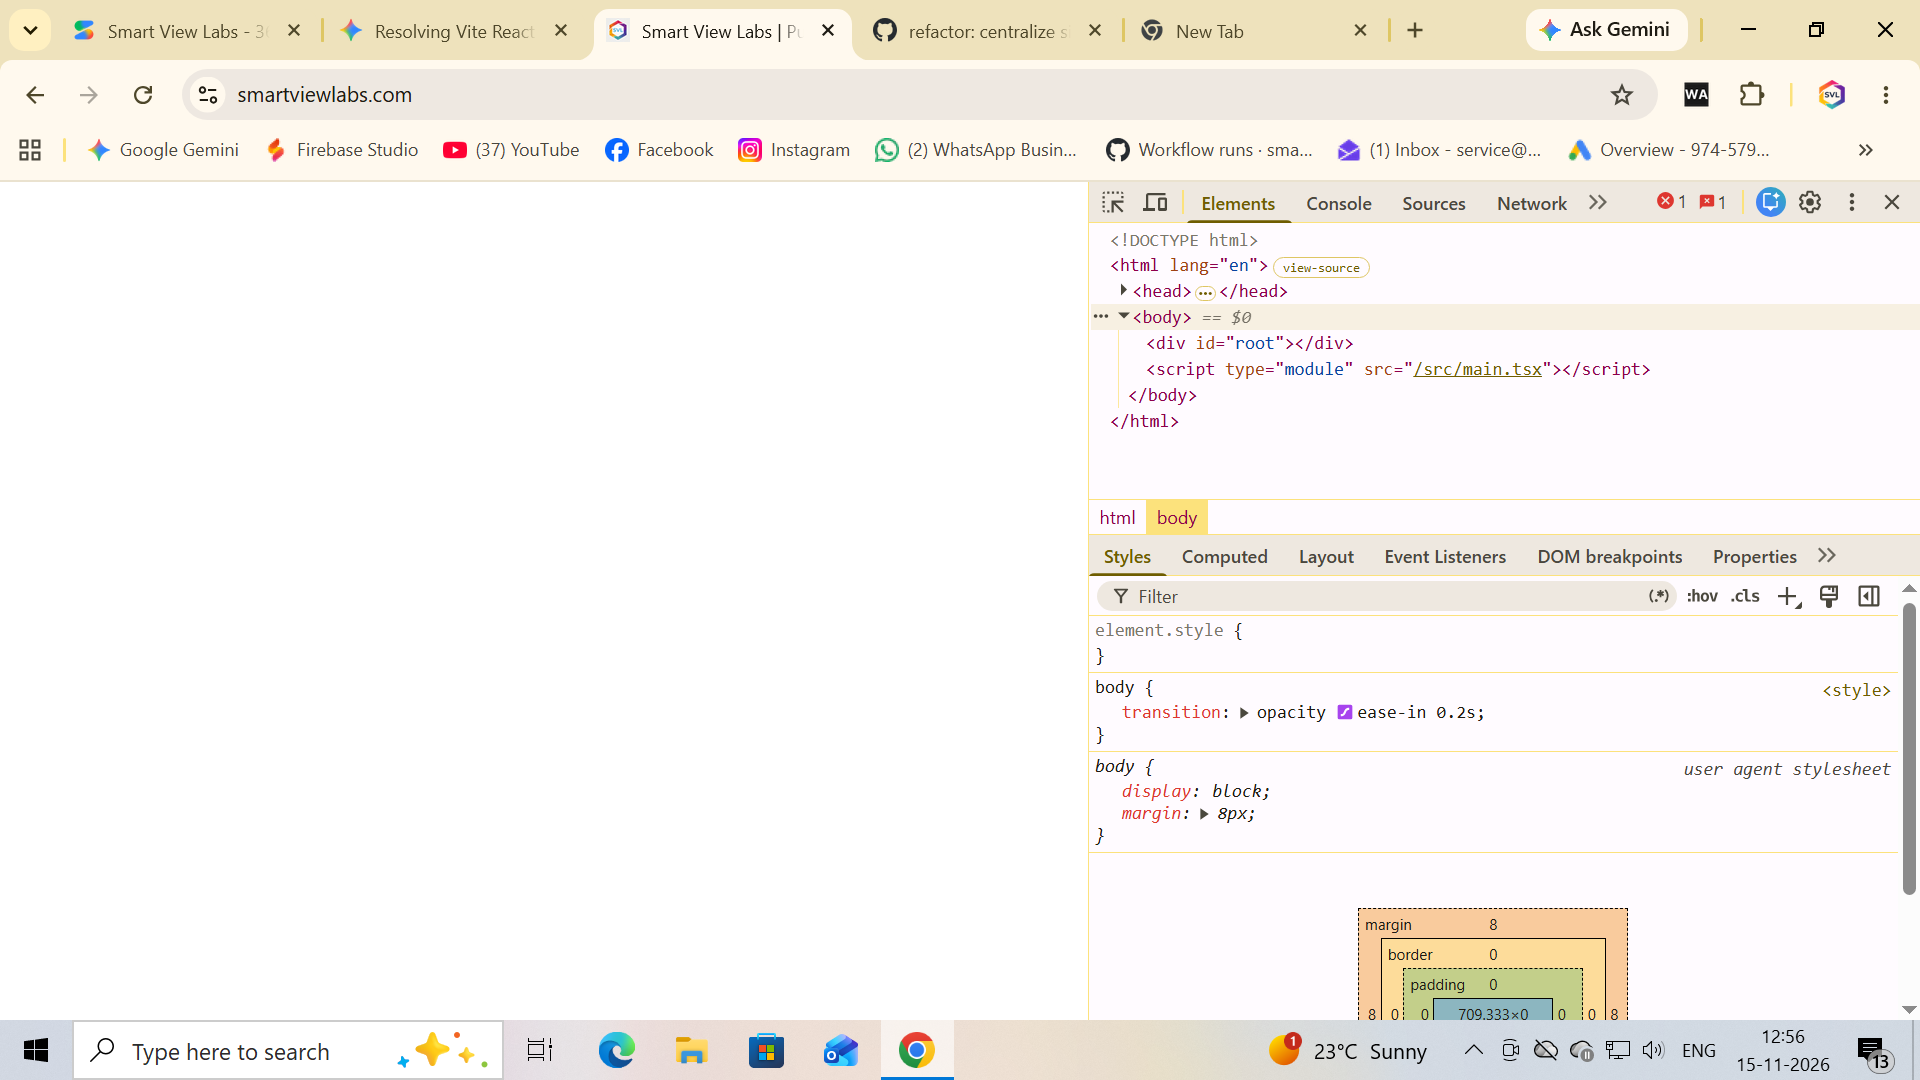 Smart View Labs - 36
Resolving Vite React
Smart View Labs | Pu
refactor: centralize s
New Tab
Ask Gemini
smartviewlabs.com
WA
SVL
Google Gemini
Firebase Studio
(37) YouTube
Facebook
Instagram
(2) WhatsApp Busin...
Workflow runs · sma...
(1) Inbox - service@...
Overview - 974-579...
Elements
Console
Sources
Network
1
1
<!DOCTYPE html>
<html lang="en"> view-source
<head> ... </head>
... <body> == $0
<div id="root"></div>
<script type="module" src="/src/main.tsx"></script>
</body>
</html>
html body
Styles
Computed
Layout
Event Listeners
DOM breakpoints
Properties
Filter
(.*)
:hov .cls
element.style {
}
body { <style>
transition: opacity ease-in 0.2s;
}
body { user agent stylesheet
display: block;
margin: 8px;
}
margin 8
border 0
padding 0
8 0 0 709.333×0 0 0 8
Type here to search
1
23°C Sunny
ENG
12:56
15-11-2026
13